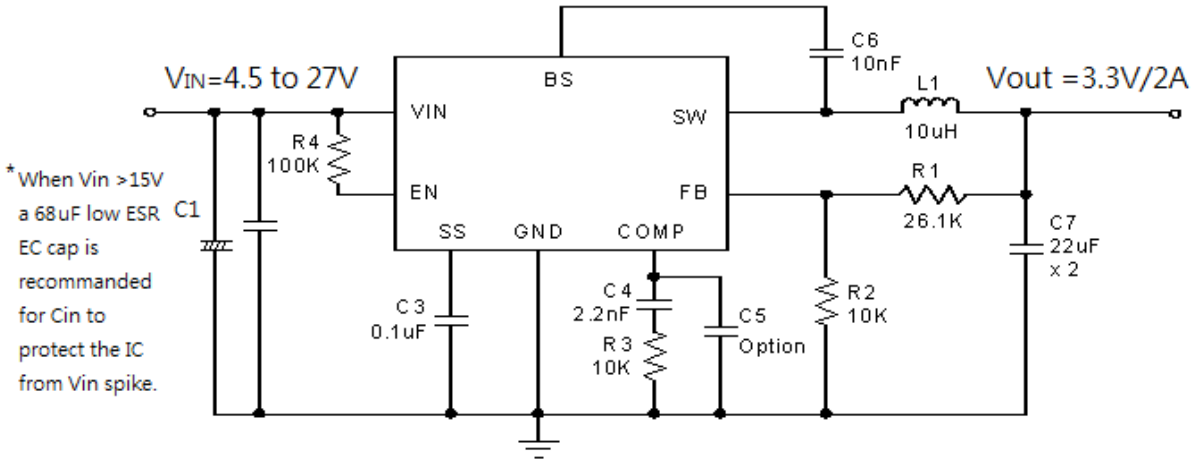 VIN=4.5 to 27V
Vout =3.3V/2A
BS
C6
10nF
L1
10uH
VIN
SW
R4
100K
EN
FB
R1
26.1K
SS
GND
COMP
* When Vin >15V
a 68uF low ESR
EC cap is
recommanded
for Cin to
protect the IC
from Vin spike.
C1
C3
0.1uF
C4
2.2nF
R3
10K
C5
Option
R2
10K
C7
22uF
x 2